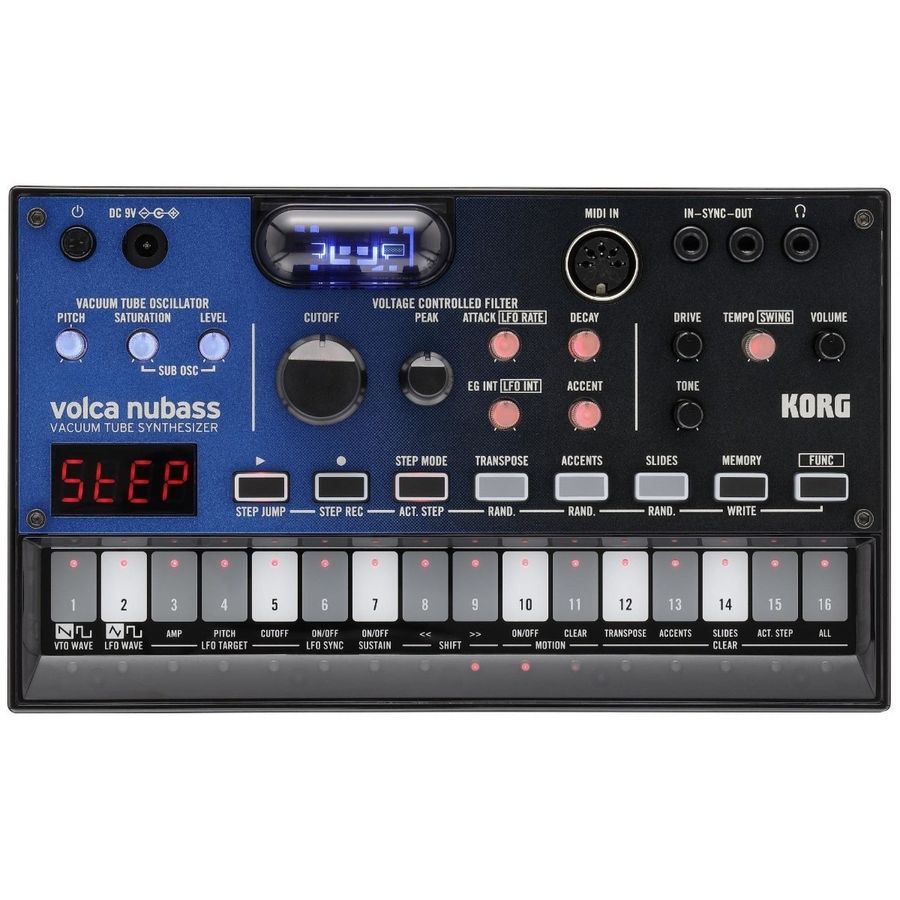 DC 9V
MIDI IN
IN-SYNC-OUT
VACUUM TUBE OSCILLATOR
VOLTAGE CONTROLLED FILTER
PITCH SATURATION LEVEL
CUTOFF PEAK ATTACK LFO RATE DECAY
DRIVE TEMPO SWING VOLUME
SUB OSC
EG INT LFO INT ACCENT
TONE
KORG
volca nubass
VACUUM TUBE SYNTHESIZER
StEP
STEP MODE TRANSPOSE ACCENTS SLIDES MEMORY FUNC
STEP JUMP STEP REC ACT. STEP RAND. RAND. RAND. WRITE
1 2 3 4 5 6 7 8 9 10 11 12 13 14 15 16
AMP PITCH CUTOFF ON/OFF ON/OFF << >> ON/OFF CLEAR TRANSPOSE ACCENTS SLIDES ACT. STEP ALL
VTO WAVE LFO WAVE LFO TARGET LFO SYNC SUSTAIN SHIFT MOTION CLEAR